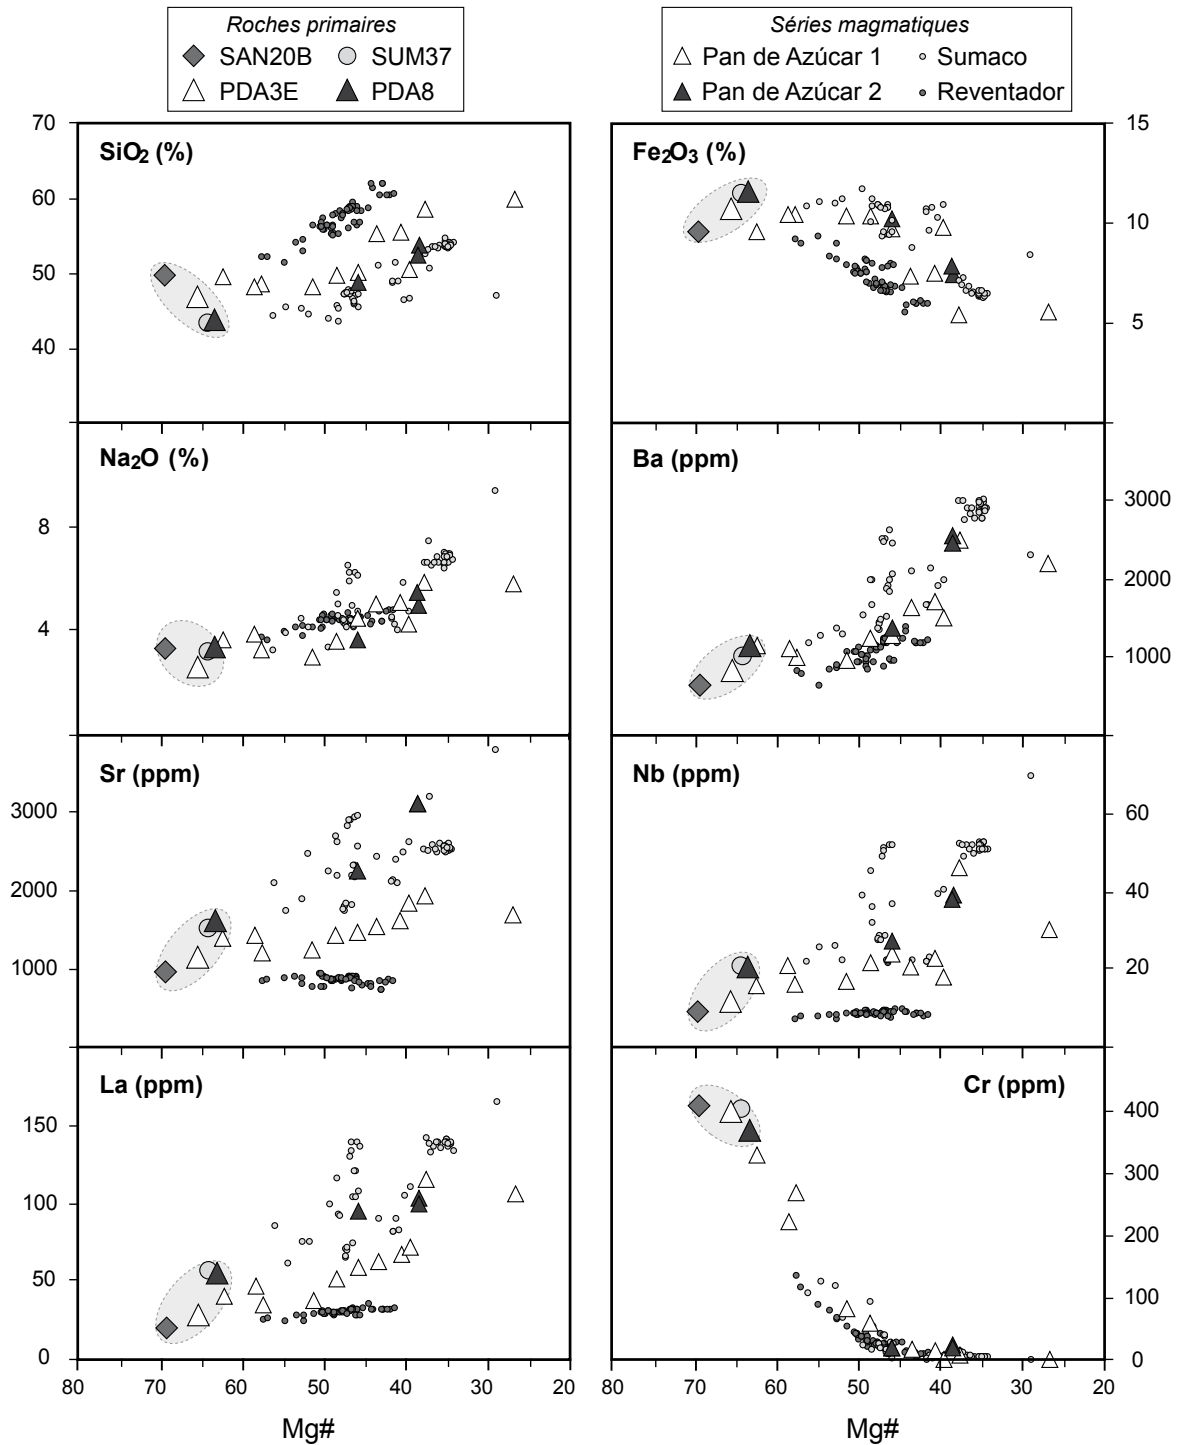 Roches primaires
SAN20B SUM37
PDA3E PDA8
Séries magmatiques
Pan de Azúcar 1 Sumaco
Pan de Azúcar 2 Reventador
SiO2 (%)
70
60
50
40
Fe2O3 (%)
15
10
5
Na2O (%)
8
4
Ba (ppm)
3000
2000
1000
Sr (ppm)
3000
2000
1000
Nb (ppm)
60
40
20
La (ppm)
150
100
50
0
Cr (ppm)
400
300
200
100
0
80 70 60 50 40 30 20
Mg#
80 70 60 50 40 30 20
Mg#